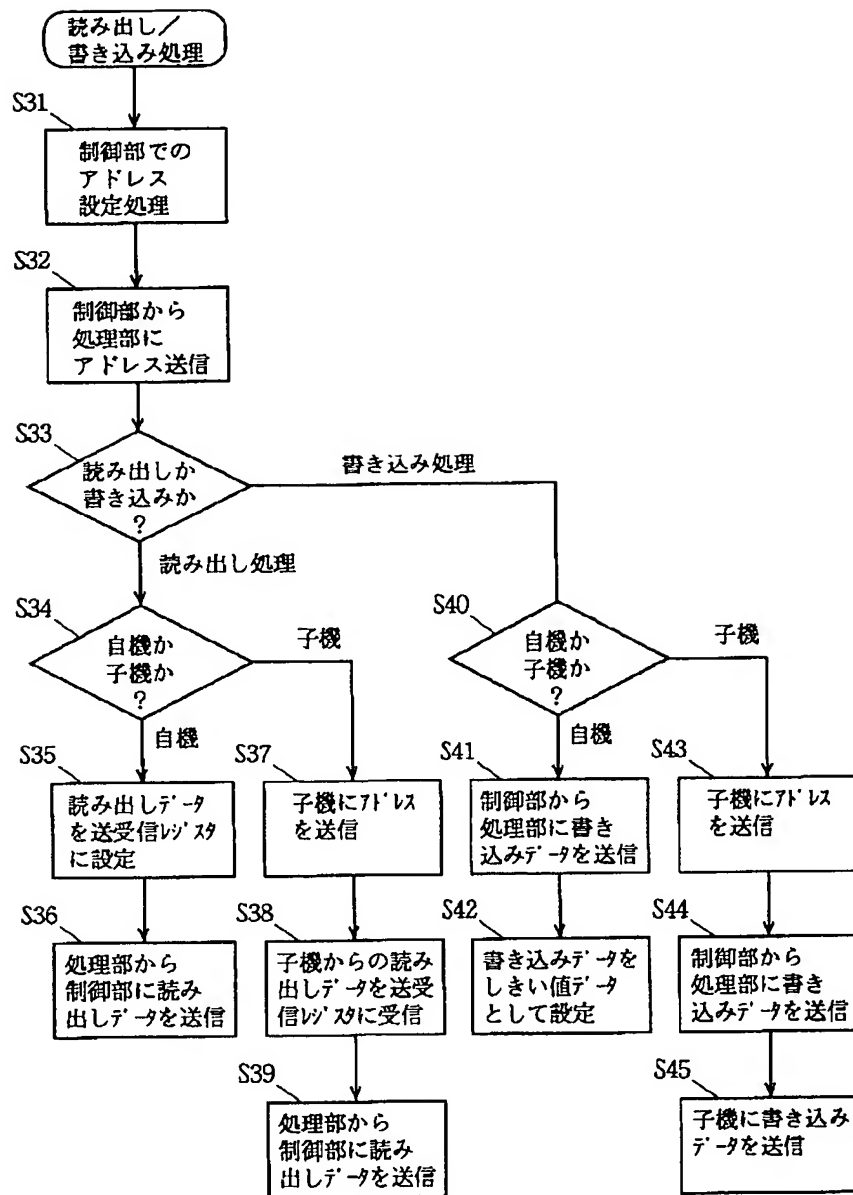 読み出し／
書き込み処理
S31
制御部での
アドレス
設定処理
S32
制御部から
処理部に
アドレス送信
S33
読み出しか
書き込みか
?
書き込み処理
読み出し処理
S34
自機か
子機か
?
子機
自機
S40
自機か
子機か
?
子機
自機
S35
読み出しデータ
を送受信レジスタ
に設定
S37
子機にアドレス
を送信
S41
制御部から
処理部に書き
込みデータを送信
S43
子機にアドレス
を送信
S36
処理部から
制御部に読み
出しデータを送信
S38
子機からの読み
出しデータを送受
信レジスタに受信
S42
書き込みデータを
しきい値データ
として設定
S44
制御部から
処理部に書き
込みデータを送信
S39
処理部から
制御部に読み
出しデータを送信
S45
子機に書き込み
データを送信